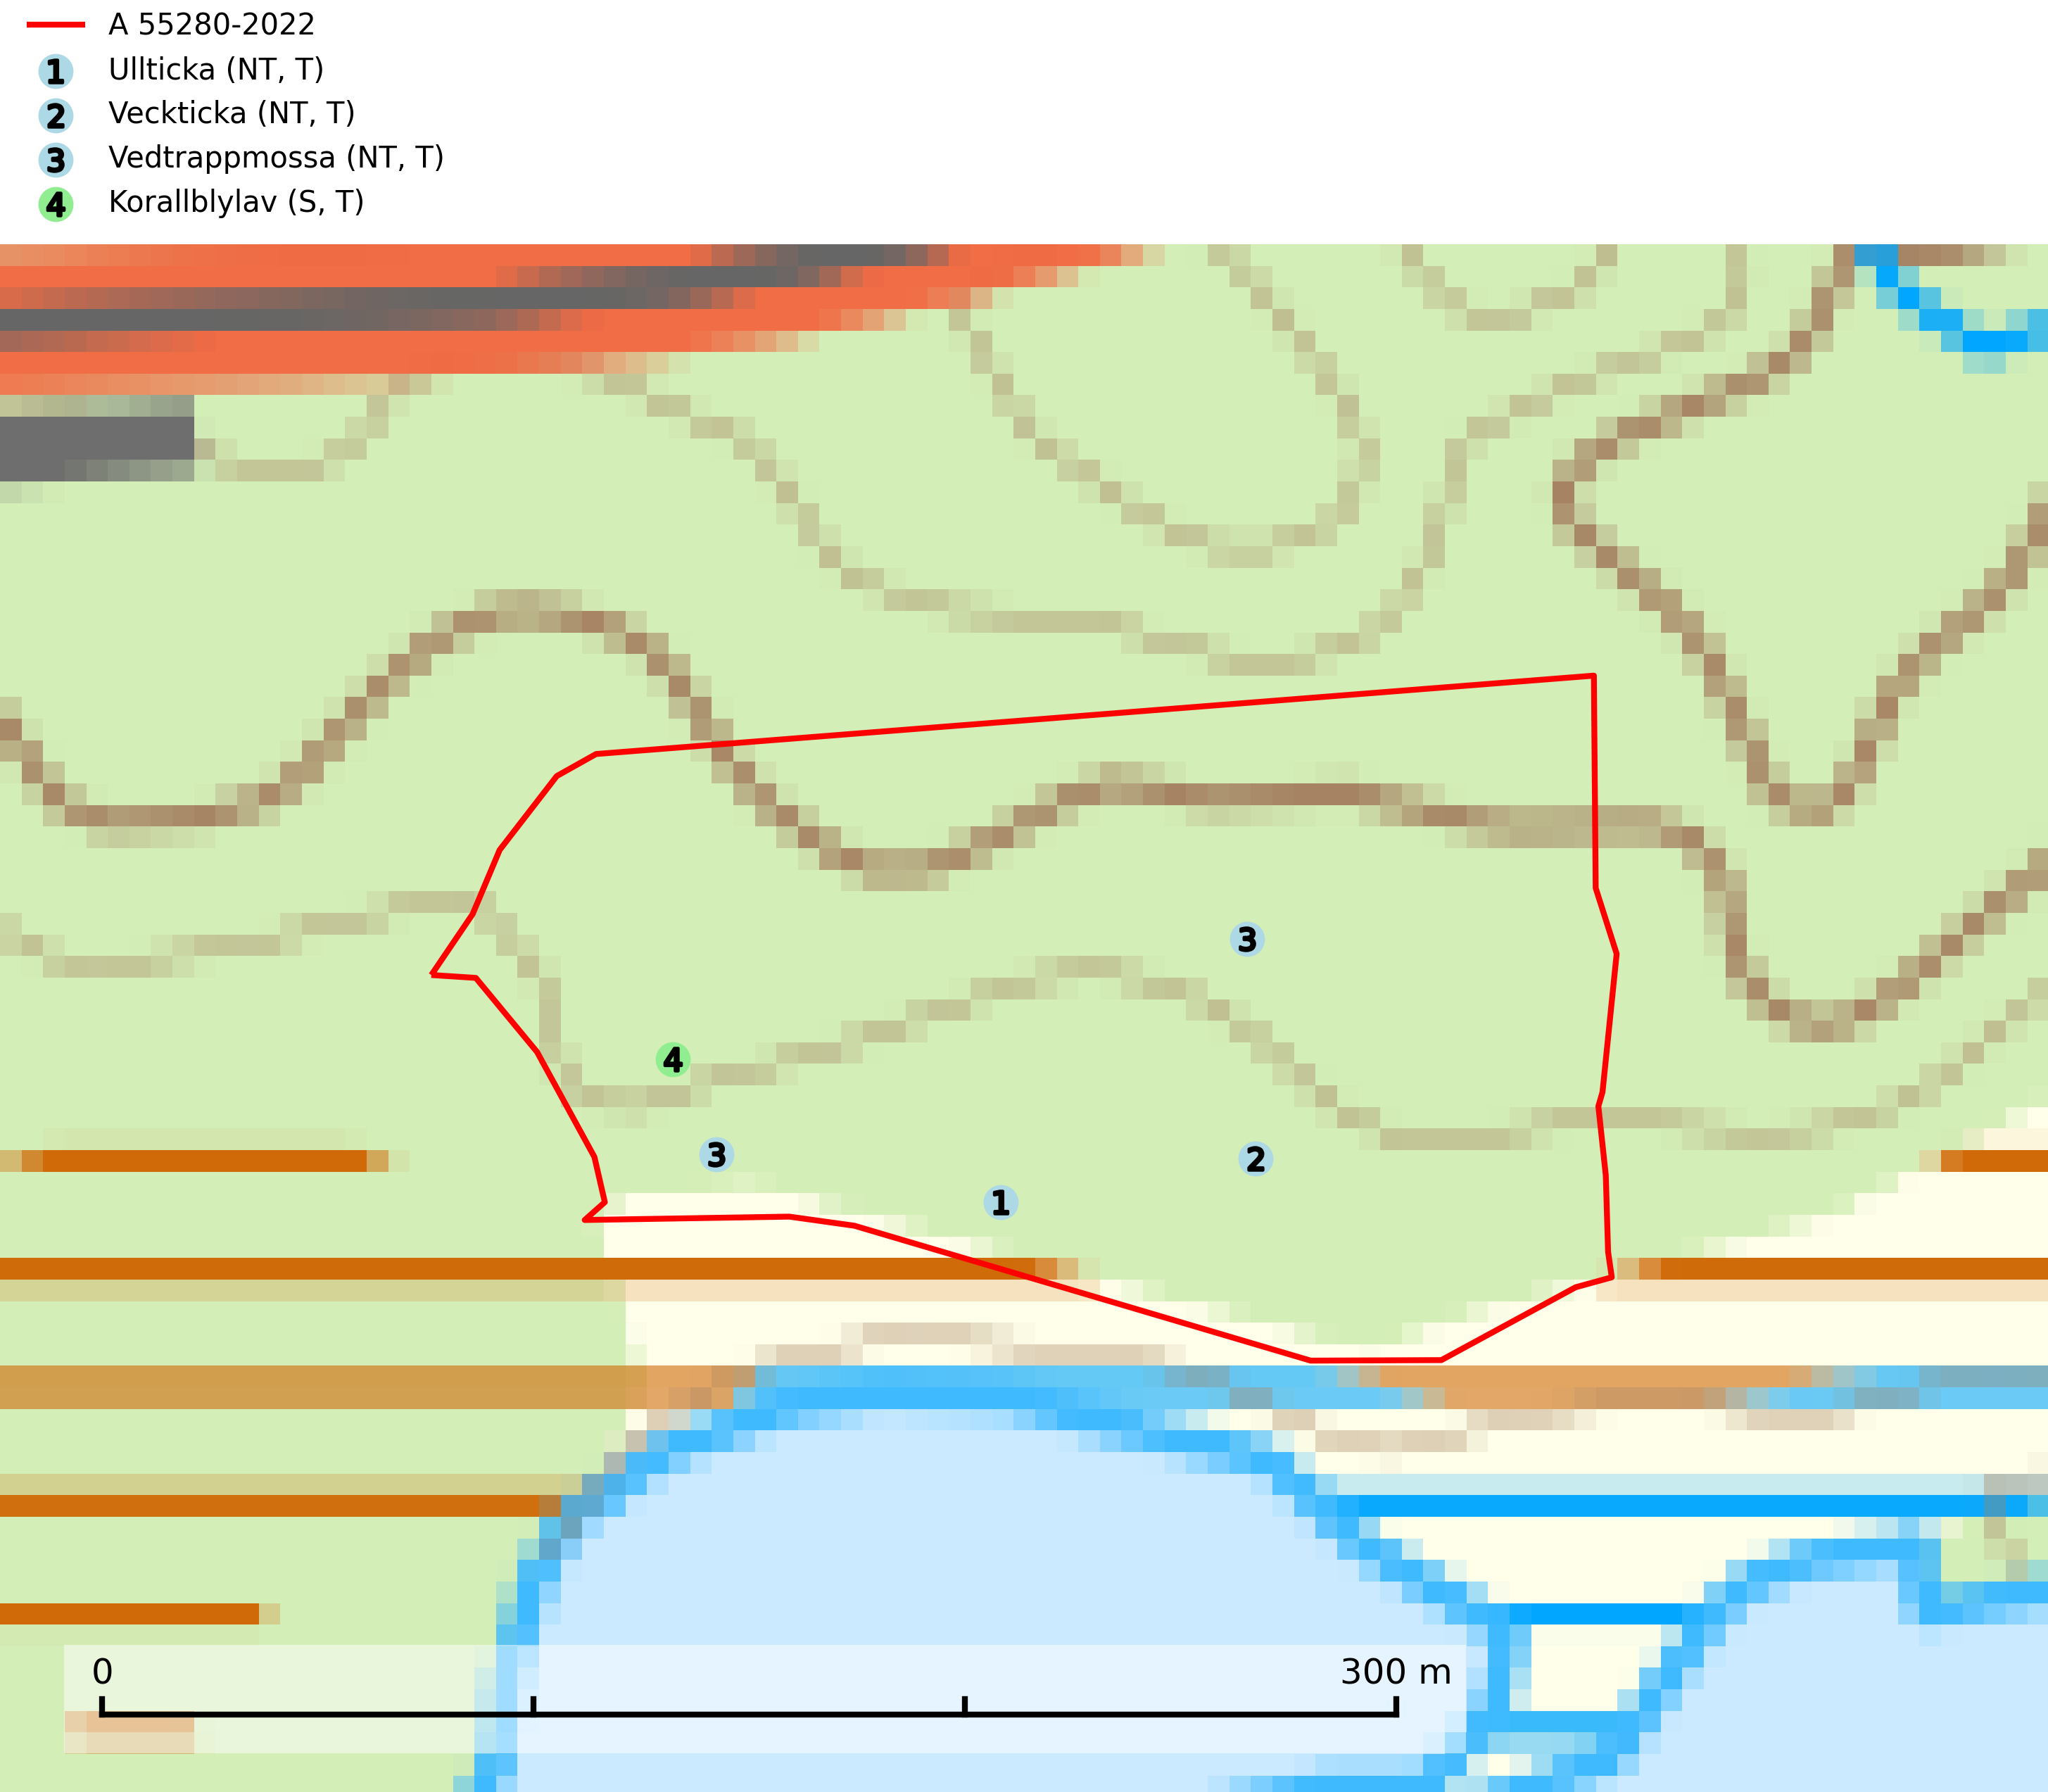 A 55280-2022
1 Ullticka (NT, T)
2 Veckticka (NT, T)
3 Vedtrappmossa (NT, T)
4 Korallblylav (S, T)
3
4
3
2
1
0 300 m